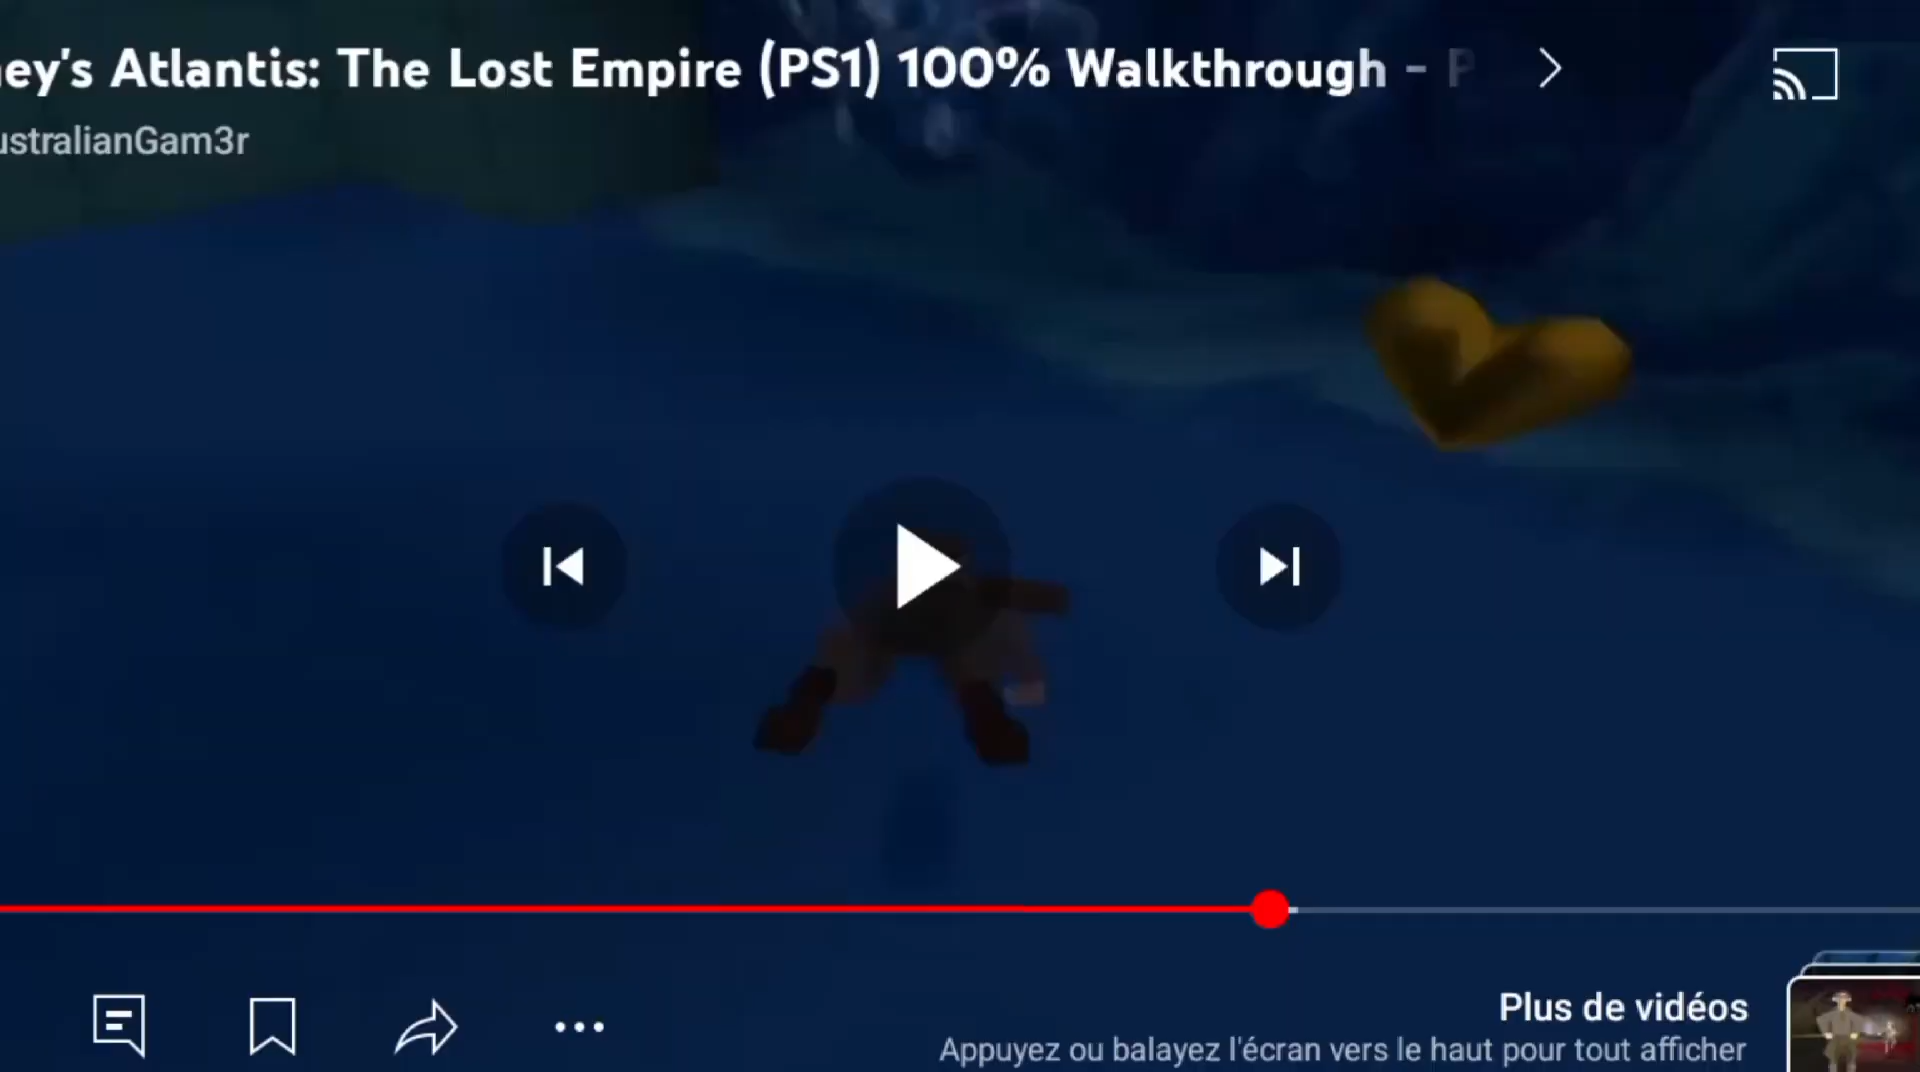 ey's Atlantis: The Lost Empire (PS1) 100% Walkthrough - P
ustralianGam3r
Plus de vidéos
Appuyez ou balayez l'écran vers le haut pour tout afficher